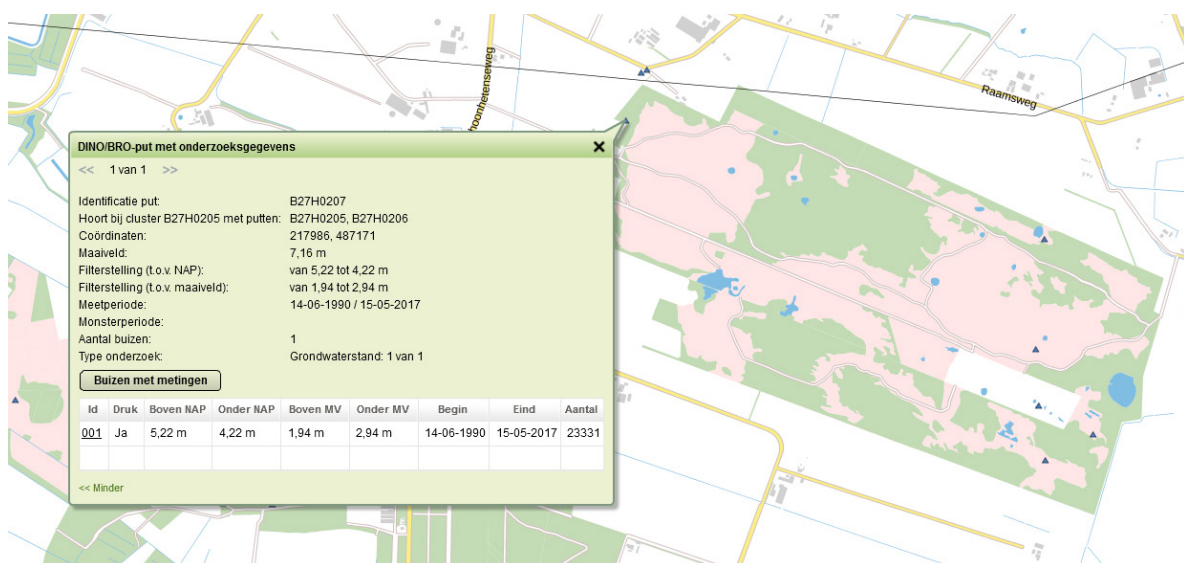 hoonhetenseweg
Raamsweg
DINO/BRO-put met onderzoeksgegevens
<< 1 van 1 >>
Identificatie put: B27H0207
Hoort bij cluster B27H0205 met putten: B27H0205, B27H0206
Coördinaten: 217986, 487171
Maaiveld: 7,16 m
Filterstelling (t.o.v. NAP): van 5,22 tot 4,22 m
Filterstelling (t.o.v. maaiveld): van 1,94 tot 2,94 m
Meetperiode: 14-06-1990 / 15-05-2017
Monsterperiode:
Aantal buizen: 1
Type onderzoek: Grondwaterstand: 1 van 1
Buizen met metingen
Id Druk Boven NAP Onder NAP Boven MV Onder MV Begin Eind Aantal
001 Ja 5,22 m 4,22 m 1,94 m 2,94 m 14-06-1990 15-05-2017 23331
<< Minder